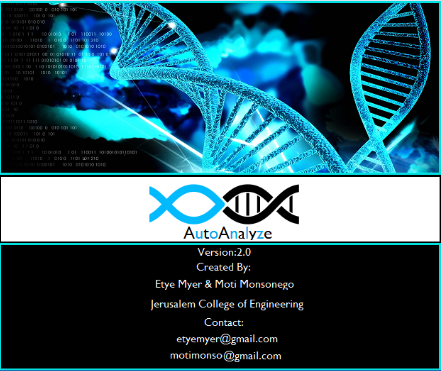 AutoAnalyze
Version:2.0
Created By:
Etye Myer & Moti Monsonego
Jerusalem College of Engineering
Contact:
etyemyer@gmail.com
motimonso@gmail.com